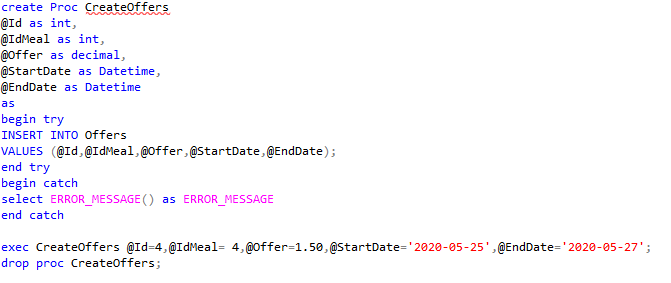 create Proc CreateOffers
@Id as int,
@IdMeal as int,
@Offer as decimal,
@StartDate as Datetime,
@EndDate as Datetime
as
begin try
INSERT INTO Offers
VALUES (@Id,@IdMeal,@Offer,@StartDate,@EndDate);
end try
begin catch
select ERROR_MESSAGE() as ERROR_MESSAGE
end catch
exec CreateOffers @Id=4,@IdMeal= 4,@Offer=1.50,@StartDate='2020-05-25',@EndDate='2020-05-27';
drop proc CreateOffers;